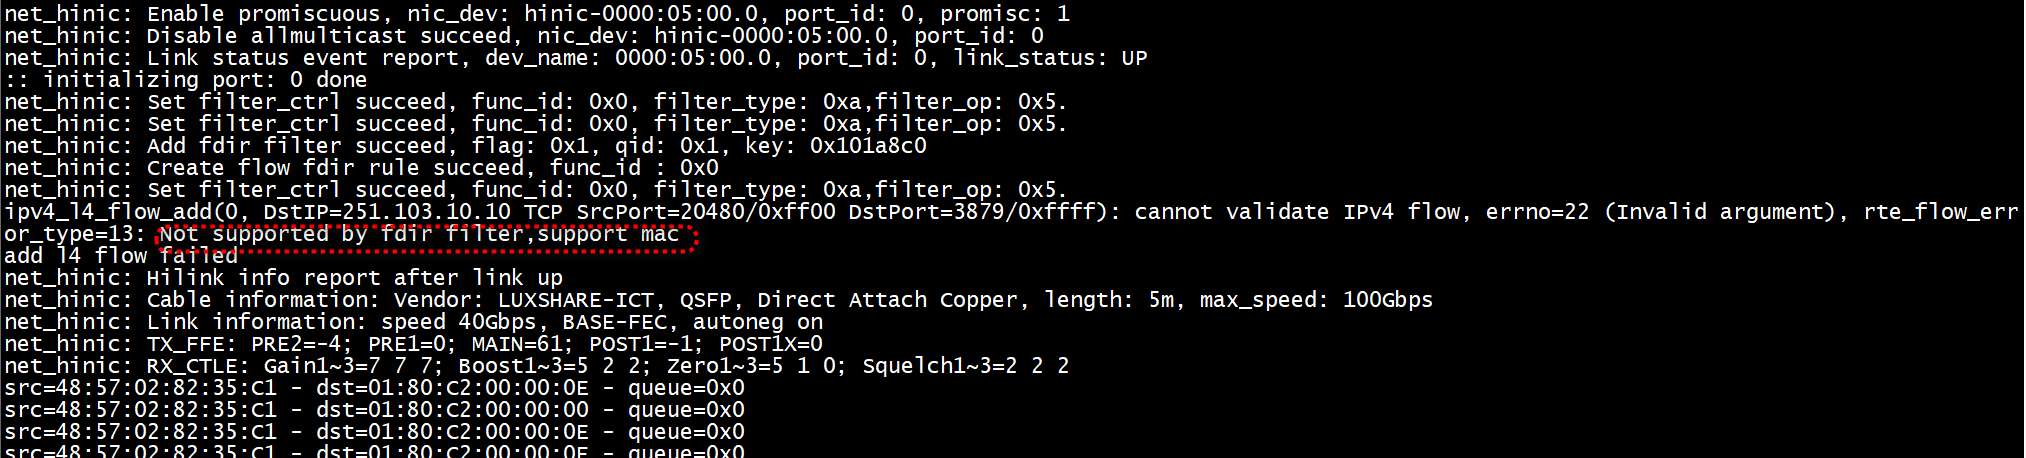 net_hinic: Enable promiscuous, nic_dev: hinic-0000:05:00.0, port_id: 0, promisc: 1
net_hinic: Disable allmulticast succeed, nic_dev: hinic-0000:05:00.0, port_id: 0
net_hinic: Link status event report, dev_name: 0000:05:00.0, port_id: 0, link_status: UP
:: initializing port: 0 done
net_hinic: Set filter_ctrl succeed, func_id: 0x0, filter_type: 0xa,filter_op: 0x5.
net_hinic: Set filter_ctrl succeed, func_id: 0x0, filter_type: 0xa,filter_op: 0x5.
net_hinic: Add fdir filter succeed, flag: 0x1, qid: 0x1, key: 0x101a8c0
net_hinic: Create flow fdir rule succeed, func_id : 0x0
net_hinic: Set filter_ctrl succeed, func_id: 0x0, filter_type: 0xa,filter_op: 0x5.
ipv4_l4_flow_add(0, DstIP=251.103.10.10 TCP SrcPort=20480/0xff00 DstPort=3879/0xffff): cannot validate IPv4 flow, errno=22 (Invalid argument), rte_flow_err
or_type=13: Not supported by fdir filter,support mac
add l4 flow failed
net_hinic: Hilink info report after link up
net_hinic: Cable information: Vendor: LUXSHARE-ICT, QSFP, Direct Attach Copper, length: 5m, max_speed: 100Gbps
net_hinic: Link information: speed 40Gbps, BASE-FEC, autoneg on
net_hinic: TX_FFE: PRE2=-4; PRE1=0; MAIN=61; POST1=-1; POST1X=0
net_hinic: RX_CTLE: Gain1~3=7 7 7; Boost1~3=5 2 2; Zero1~3=5 1 0; Squelch1~3=2 2 2
src=48:57:02:82:35:C1 - dst=01:80:C2:00:00:0E - queue=0x0
src=48:57:02:82:35:C1 - dst=01:80:C2:00:00:00 - queue=0x0
src=48:57:02:82:35:C1 - dst=01:80:C2:00:00:0E - queue=0x0
src=48:57:02:82:35:C1 - dst=01:80:C2:00:00:0E - queue=0x0